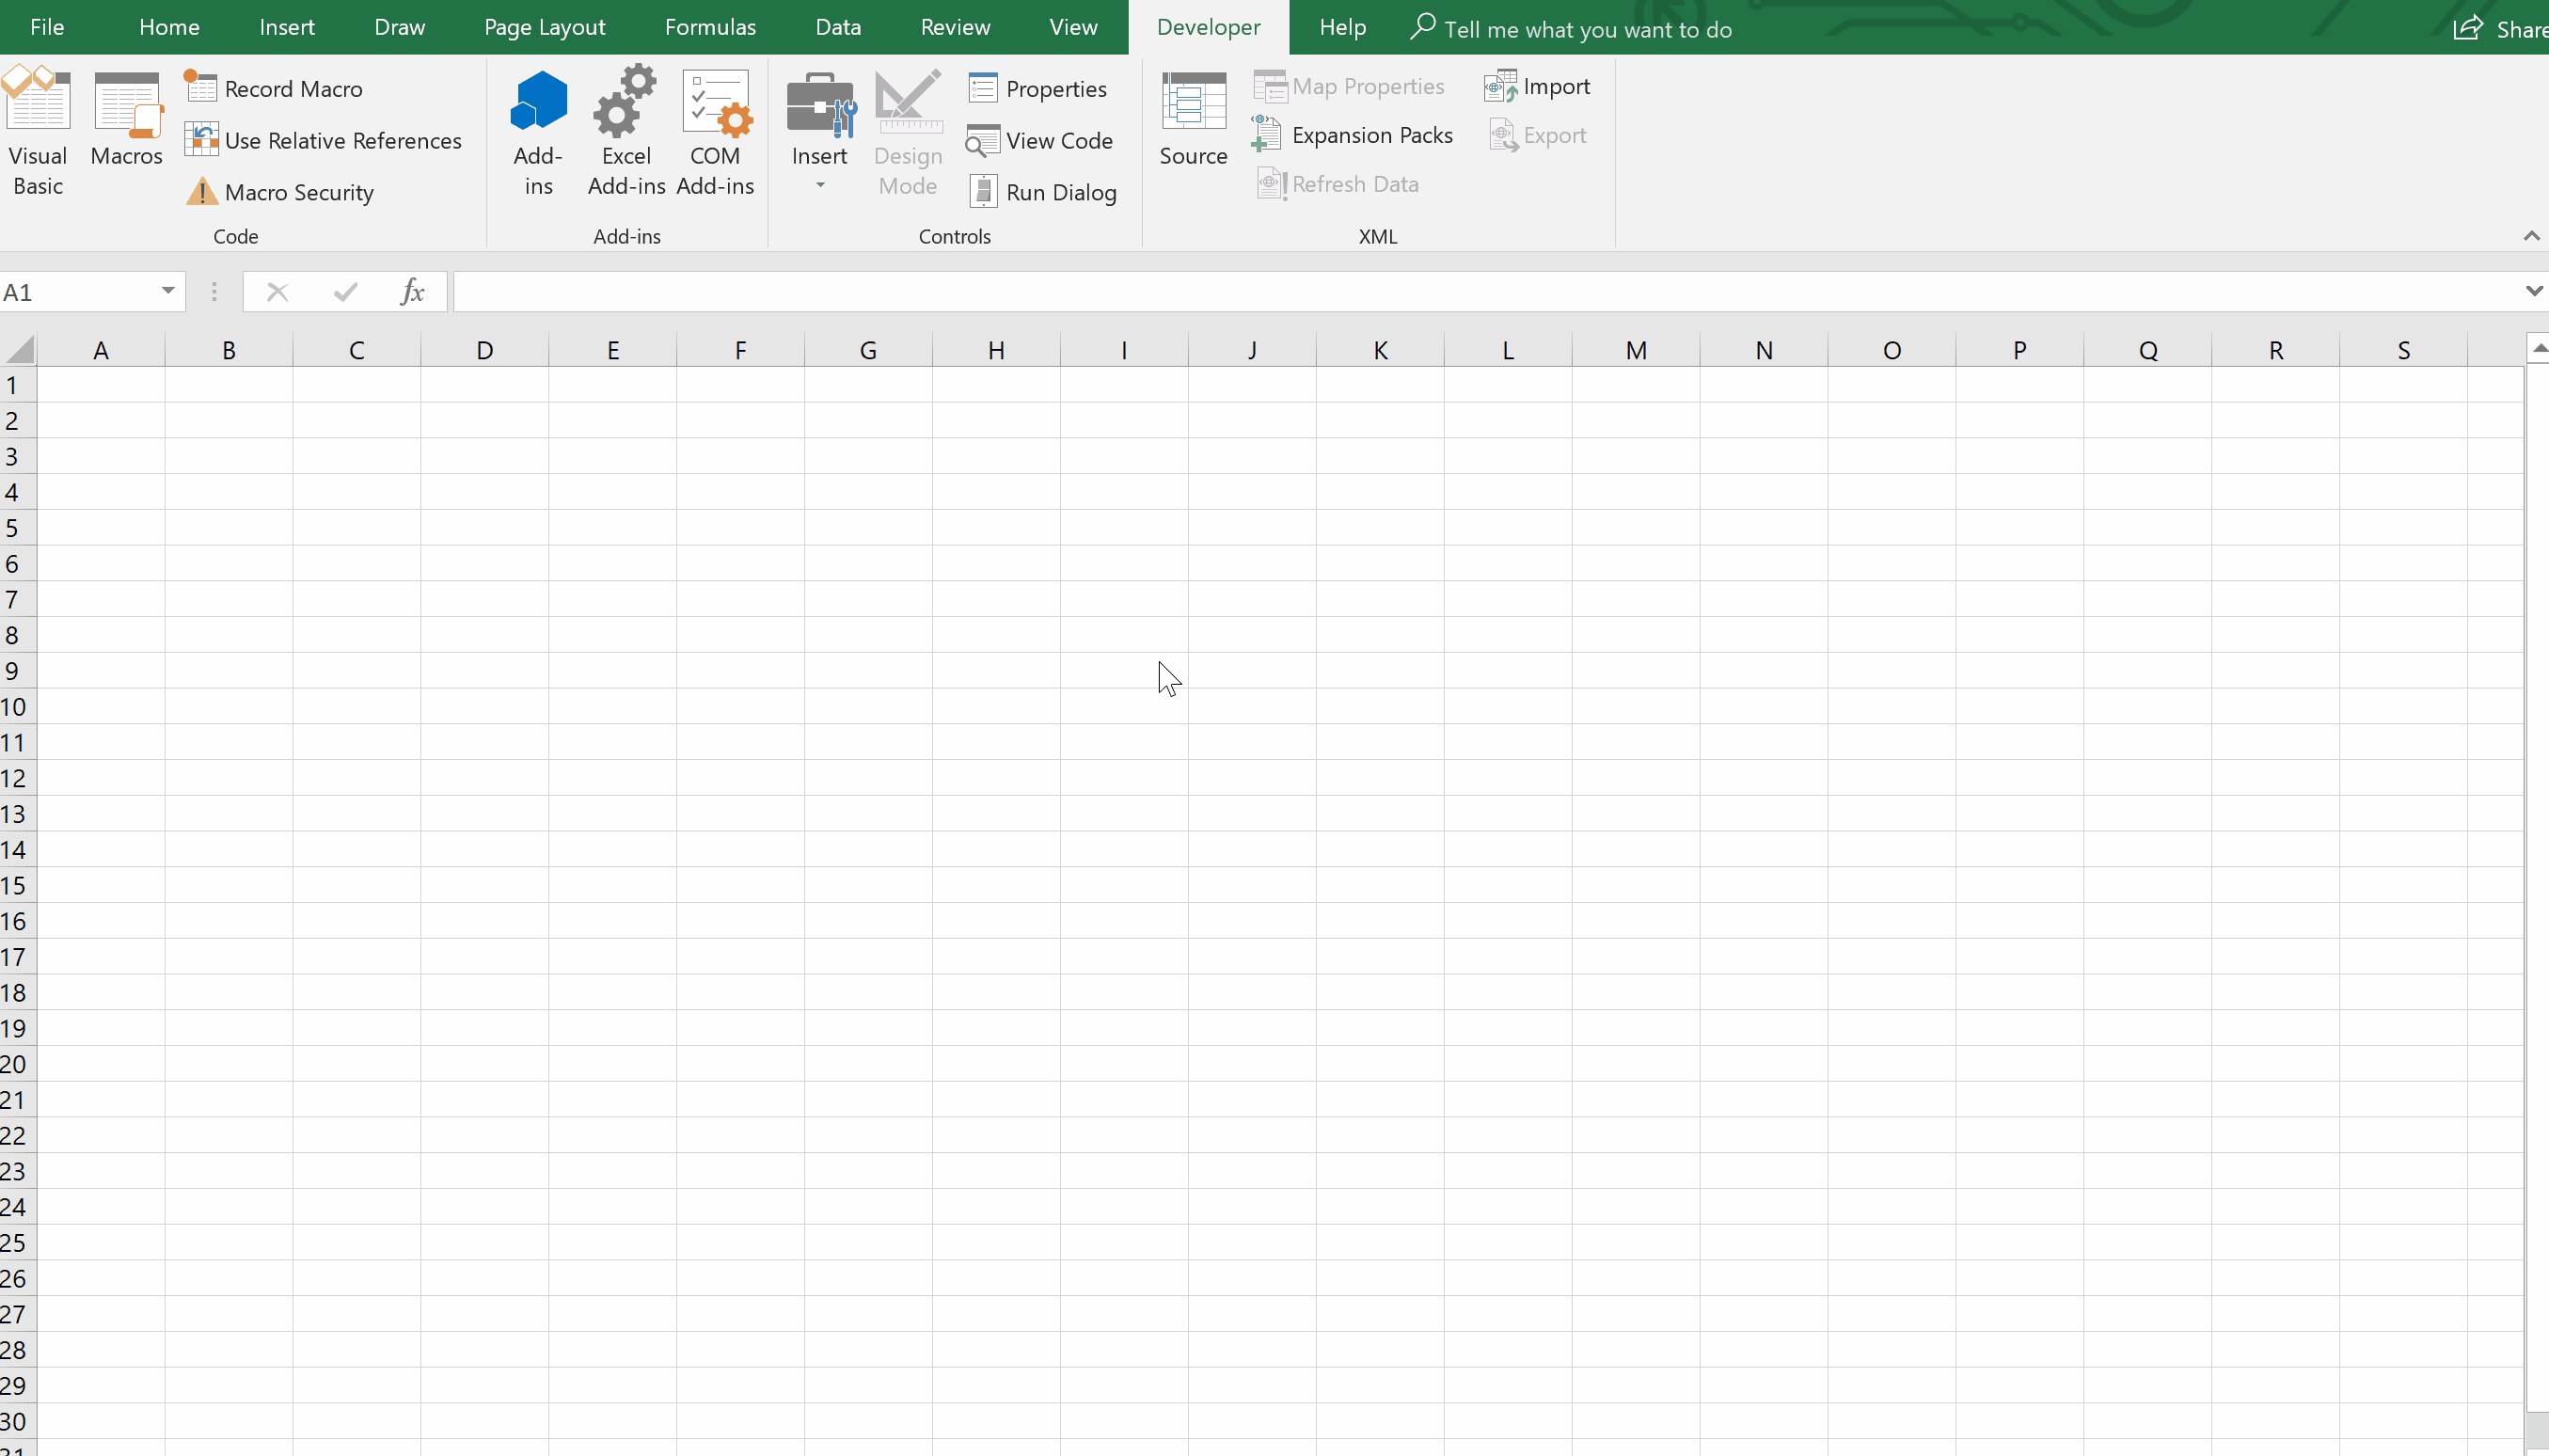 File Home Insert Draw Page Layout Formulas Data Review View Developer Help Tell me what you want to do Share
Visual Basic
Macros
Record Macro
Use Relative References
Macro Security
Code
Add-ins
Excel Add-ins
COM Add-ins
Add-ins
Insert
Design Mode
Properties
View Code
Run Dialog
Controls
Source
Map Properties
Expansion Packs
Refresh Data
Import
Export
XML
A1 fx
A B C D E F G H I J K L M N O P Q R S
1
2
3
4
5
6
7
8
9
10
11
12
13
14
15
16
17
18
19
20
21
22
23
24
25
26
27
28
29
30
31